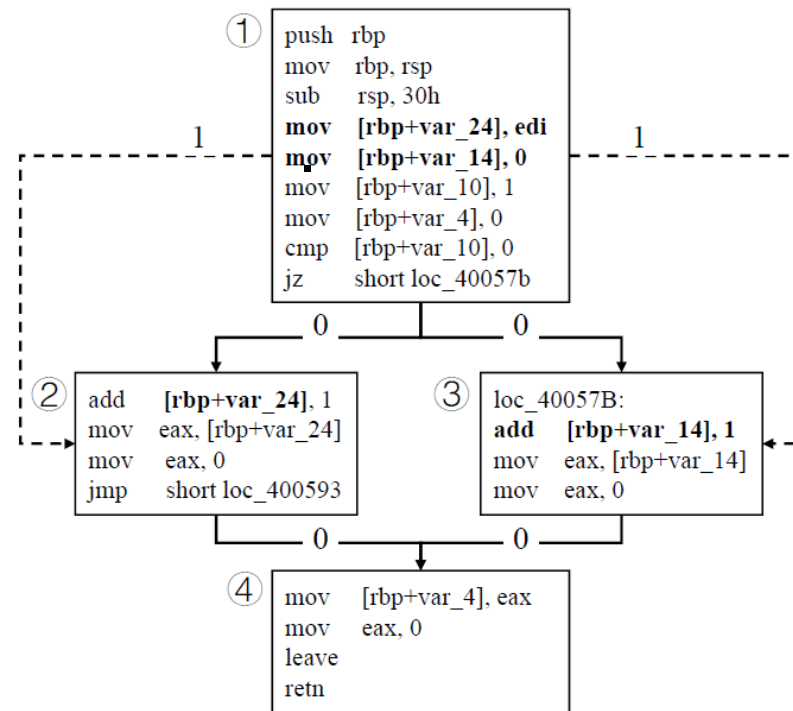 ①
push rbp
mov rbp, rsp
sub rsp, 30h
mov [rbp+var_24], edi
mov [rbp+var_14], 0
mov [rbp+var_10], 1
mov [rbp+var_4], 0
cmp [rbp+var_10], 0
jz short loc_40057b
1
1
0
0
②
add [rbp+var_24], 1
mov eax, [rbp+var_24]
mov eax, 0
jmp short loc_400593
③
loc_40057B:
add [rbp+var_14], 1
mov eax, [rbp+var_14]
mov eax, 0
0
0
④
mov [rbp+var_4], eax
mov eax, 0
leave
retn